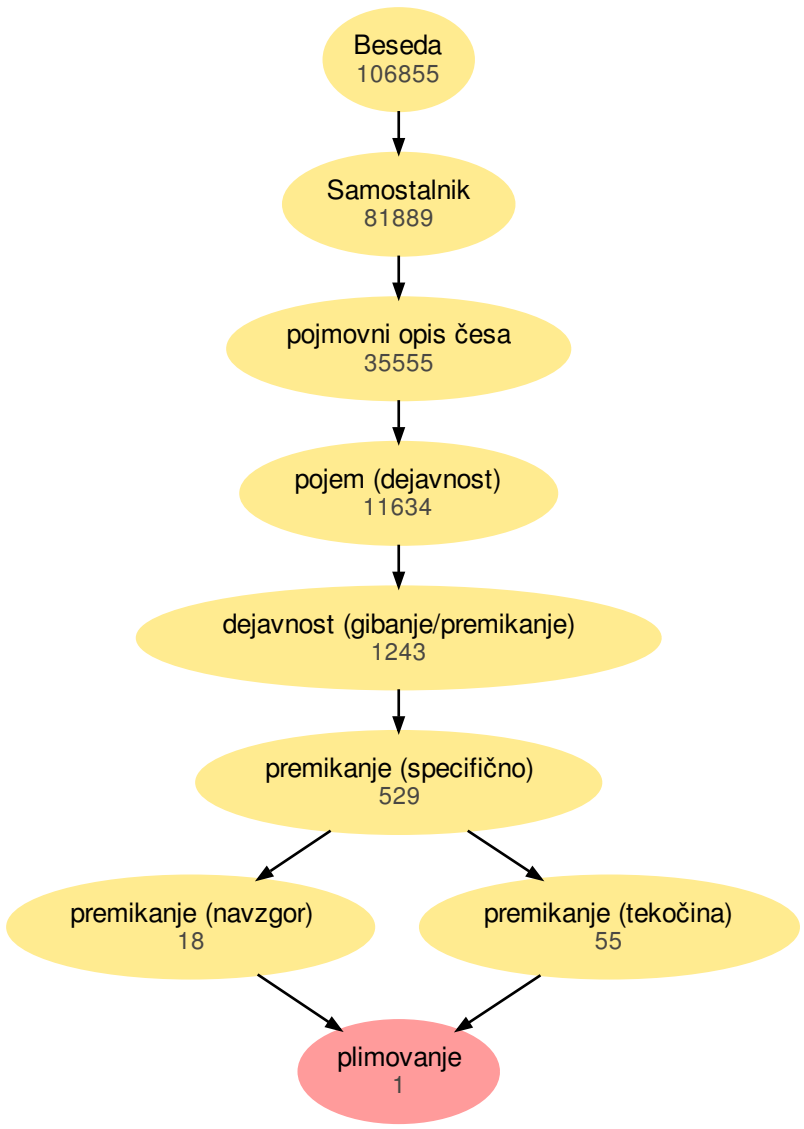 Beseda
106855
Samostalnik
81889
pojmovni opis česa
35555
pojem (dejavnost)
11634
dejavnost (gibanje/premikanje)
1243
premikanje (specifično)
529
premikanje (navzgor)
18
premikanje (tekočina)
55
plimovanje
1